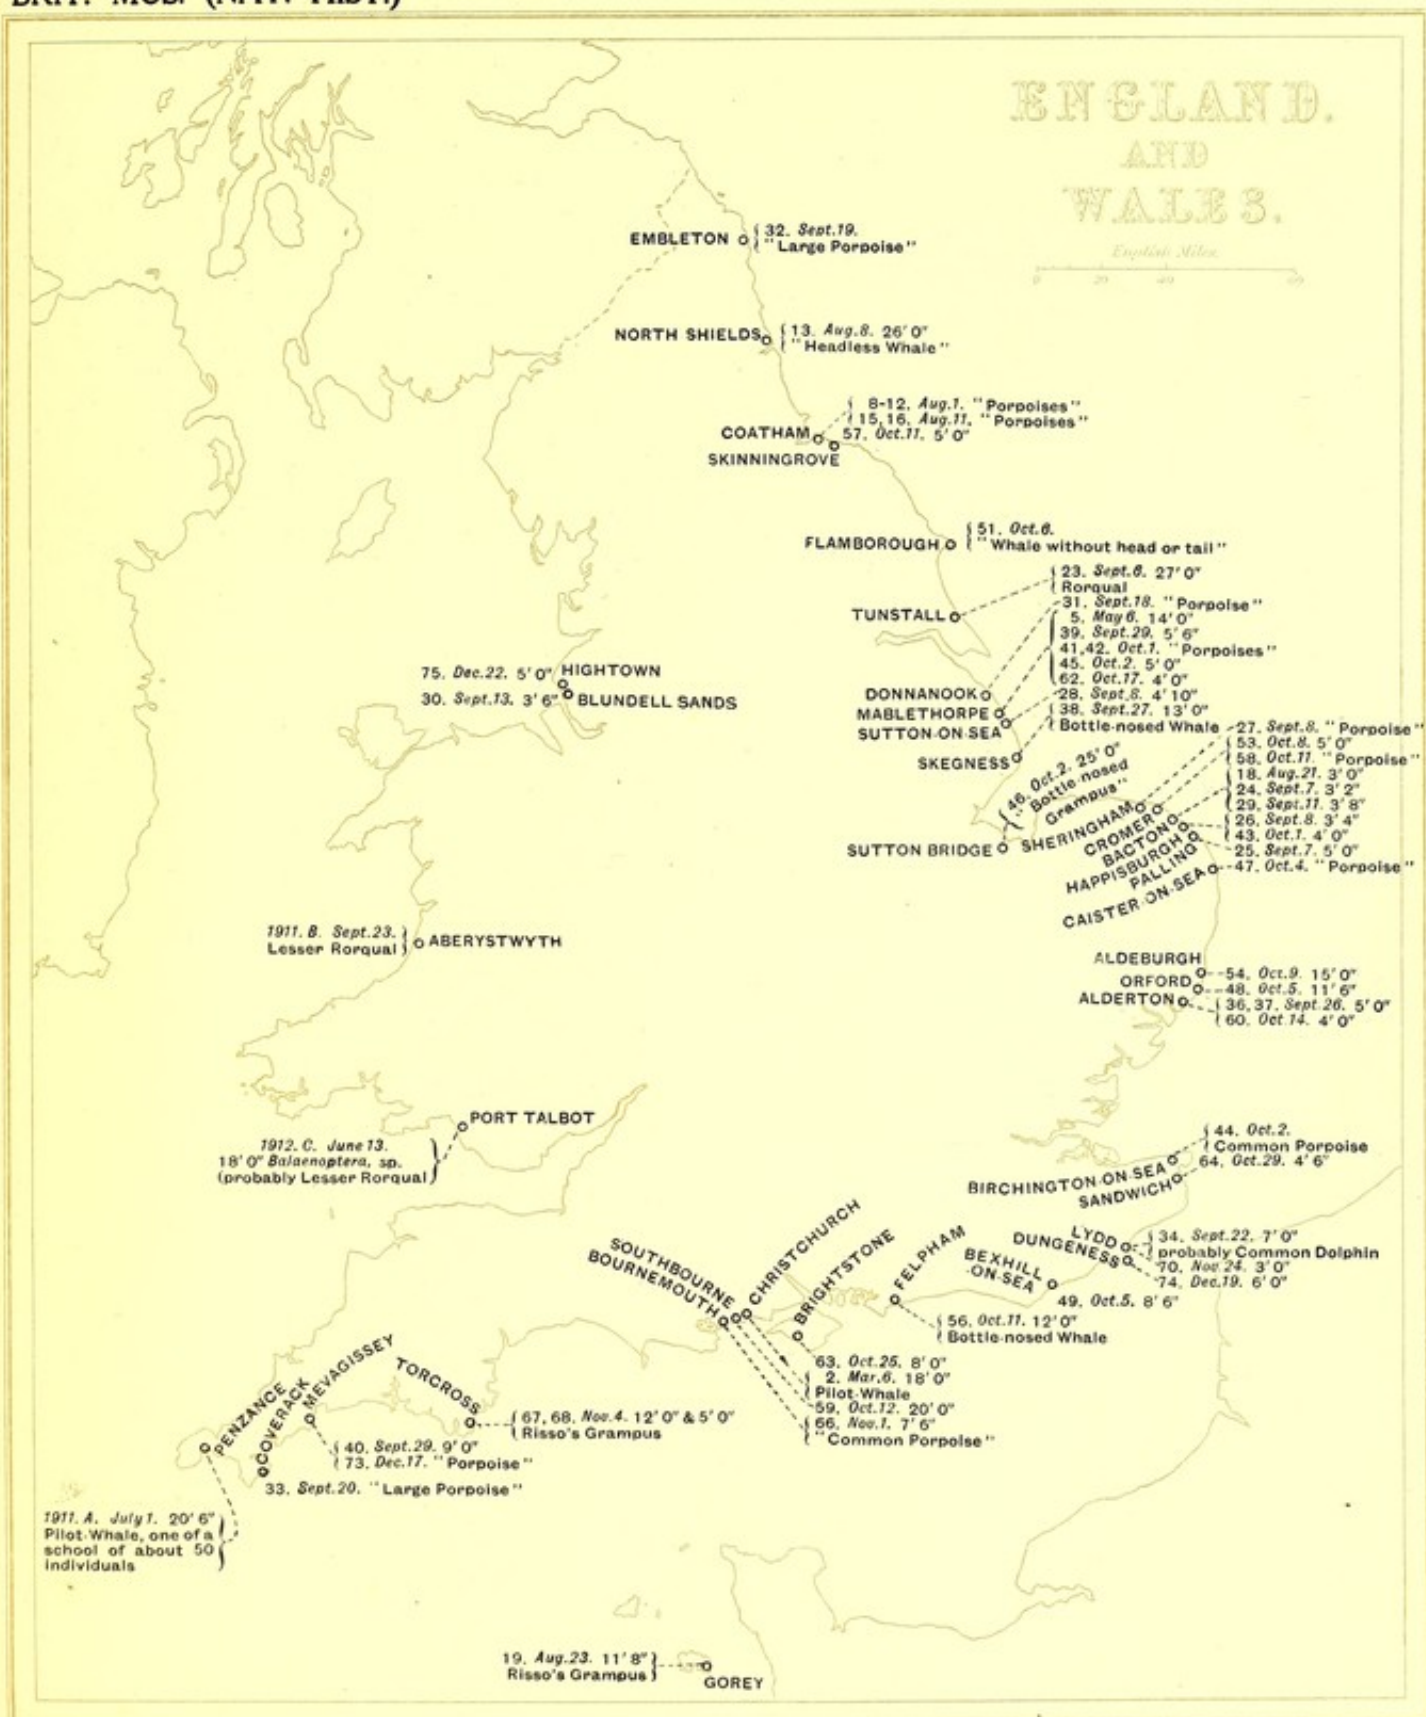 BRIT. MUS. (NAT. HIST.)
ENGLAND.
AND
WALES.
English Miles.
0 20 40 60
EMBLETON
32. Sept.19.
"Large Porpoise"
NORTH SHIELDS
13. Aug.8. 26'0"
"Headless Whale"
8-12. Aug.1. "Porpoises"
15,16. Aug.11. "Porpoises"
COATHAM
57. Oct.11. 5'0"
SKINNINGROVE
FLAMBOROUGH
51. Oct.6.
"Whale without head or tail"
TUNSTALL
23. Sept.6. 27'0"
Rorqual
31. Sept.18. "Porpoise"
5. May 6. 14'0"
39. Sept.29. 5'6"
41,42. Oct.1. "Porpoises"
45. Oct.2. 5'0"
62. Oct.17. 4'0"
28. Sept.8. 4'10"
38. Sept.27. 13'0"
Bottle-nosed Whale
DONNANOOK
MABLETHORPE
SUTTON-ON-SEA
SKEGNESS
75. Dec.22. 5'0" HIGHTOWN
30. Sept.13. 3'6" BLUNDELL SANDS
27. Sept.8. "Porpoise"
53. Oct.8. 5'0"
58. Oct.11. "Porpoise"
18. Aug.21. 3'0"
24. Sept.7. 3'2"
29. Sept.11. 3'8"
26. Sept.8. 3'4"
43. Oct.1. 4'0"
25. Sept.7. 5'0"
47. Oct.4. "Porpoise"
46. Oct.2. 25'0"
"Bottle-nosed
Grampus"
SUTTON BRIDGE
SHERINGHAM
CROMER
BACTON
HAPPISBURGH
PALLING
CAISTER-ON-SEA
1911. B. Sept.23.
Lesser Rorqual
ABERYSTWYTH
ALDEBURGH
54. Oct.9. 15'0"
ORFORD
48. Oct.5. 11'6"
ALDERTON
36,37. Sept.26. 5'0"
60. Oct.14. 4'0"
PORT TALBOT
1912. C. June 13.
18'0" Balaenoptera, sp.
(probably Lesser Rorqual)
44. Oct.2.
Common Porpoise
64. Oct.29. 4'6"
BIRCHINGTON-ON-SEA
SANDWICH
LYDD
DUNGENESS
34. Sept.22. 7'0"
probably Common Dolphin
70. Nov.24. 3'0"
74. Dec.19. 6'0"
BEXHILL
-ON-SEA
49. Oct.5. 8'6"
FELPHAM
56. Oct.11. 12'0"
Bottle-nosed Whale
BRIGHTSTONE
CHRISTCHURCH
SOUTHBOURNE
BOURNEMOUTH
63. Oct.25. 8'0"
2. Mar.6. 18'0"
Pilot-Whale
59. Oct.12. 20'0"
66. Nov.1. 7'6"
"Common Porpoise"
TORCROSS
67,68. Nov.4. 12'0" & 5'0"
Risso's Grampus
MEVAGISSEY
40. Sept.29. 9'0"
73. Dec.17. "Porpoise"
COVERACK
33. Sept.20. "Large Porpoise"
PENZANCE
1911. A. July 1. 20'6"
Pilot-Whale, one of a
school of about 50
individuals
19. Aug.23. 11'8"
Risso's Grampus
GOREY